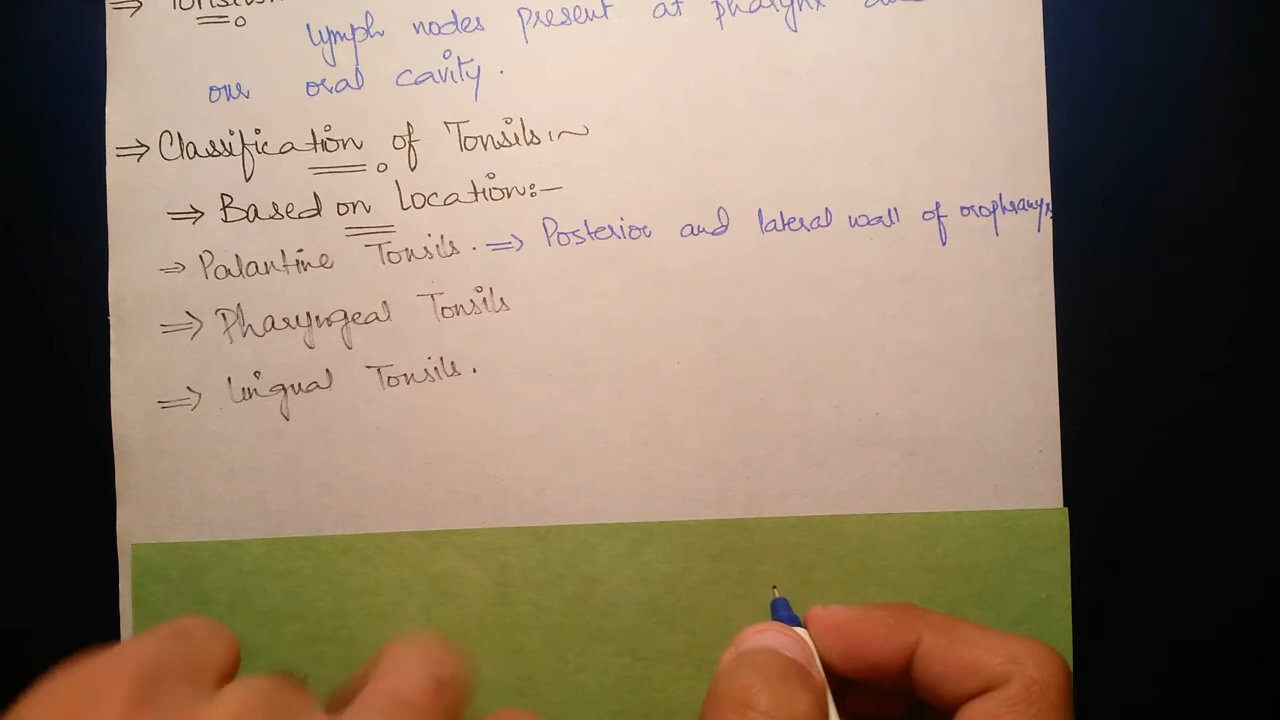 ⇒
lymph nodes present at pharynx
our oral cavity.
⇒ Classification of Tonsils:~
⇒ Based on Location:-
⇒ Palantine Tonsils. ⇒ Posterior and lateral wall of
⇒ Pharyngeal Tonsils
⇒ Lingual Tonsils.